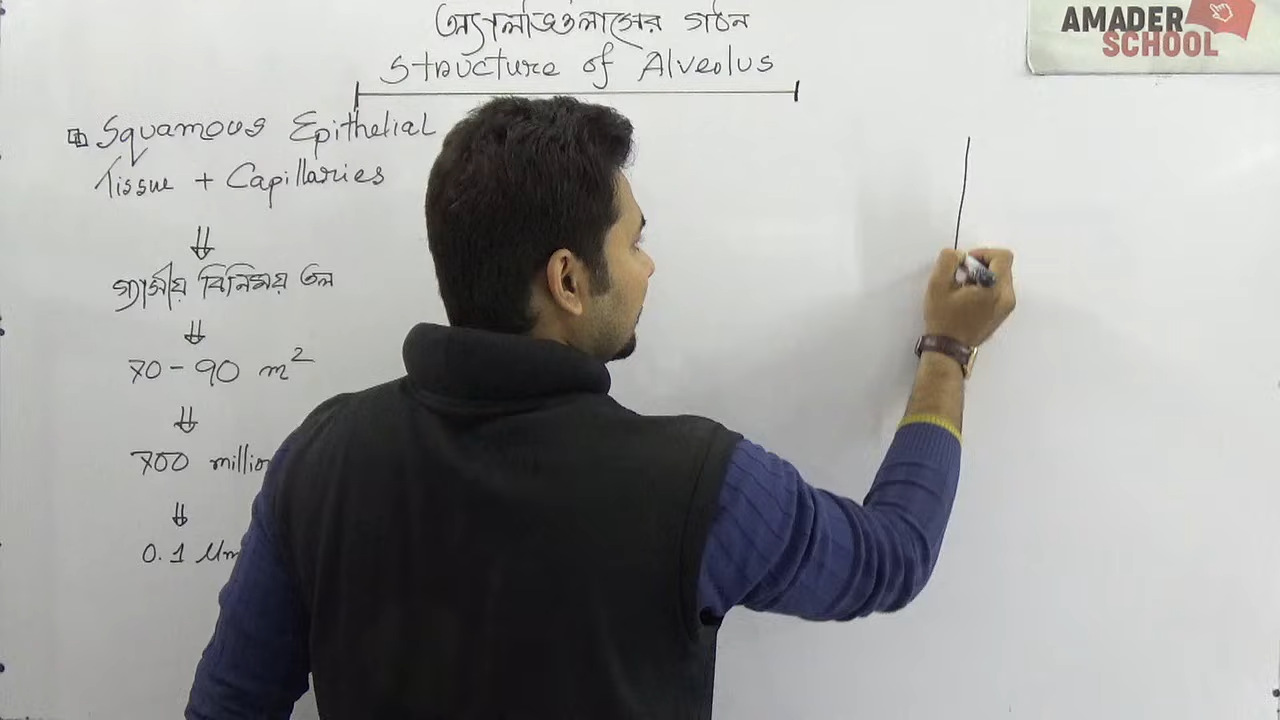 অ্যালভিওলাসের গঠন
Structure of Alveolus
AMADER
SCHOOL
Squamous Epithelial
Tissue + Capillaries
⇓
গ্যাসীয় বিনিময় তল
⇓
70-90 m²
⇓
700 million
⇓
0.1 μm